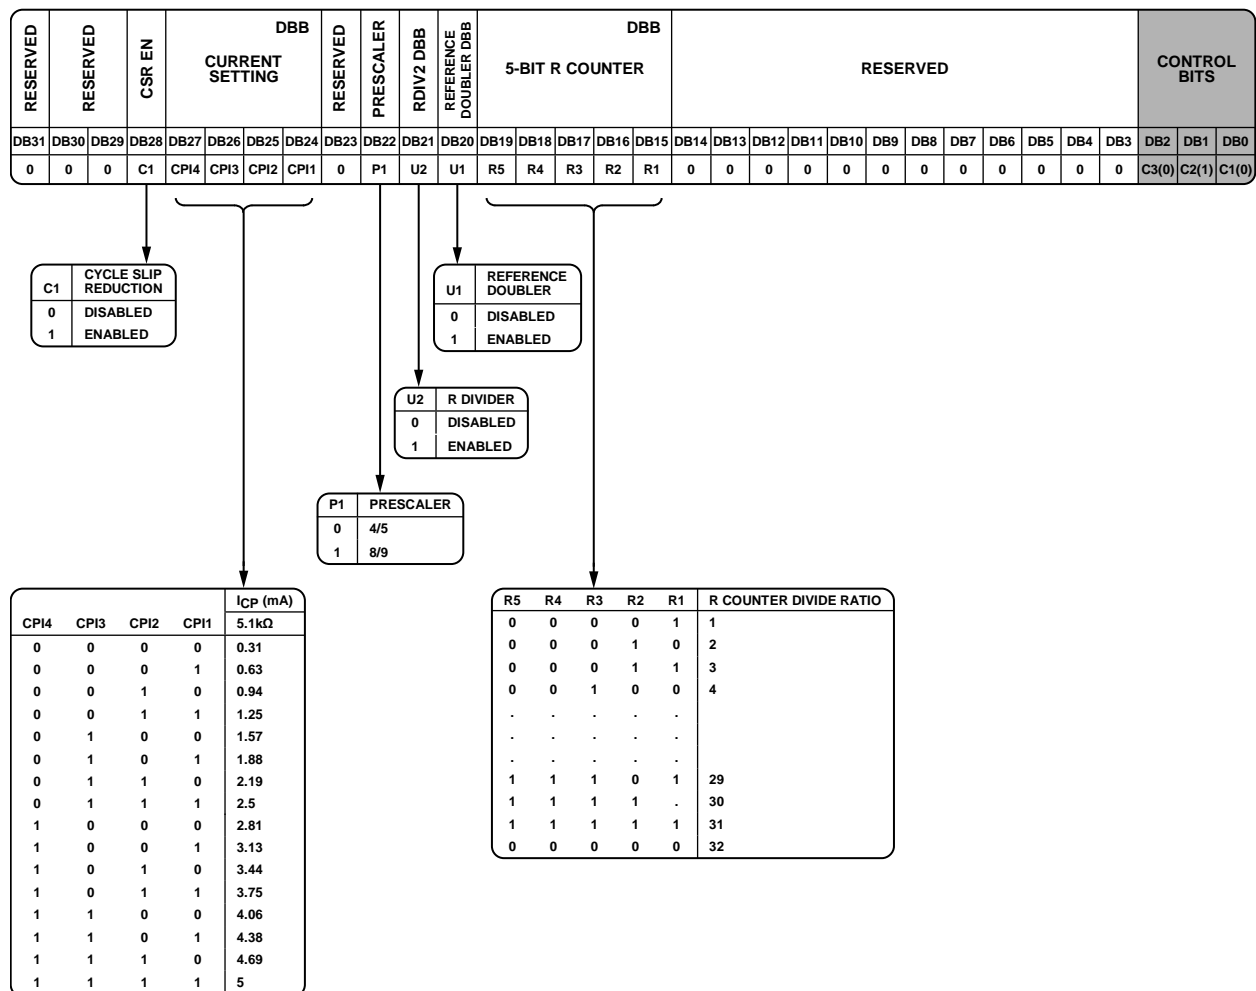 RESERVED
RESERVED
CSR EN
DBB
CURRENT
SETTING
RESERVED
PRESCALER
RDIV2 DBB
REFERENCE
DOUBLER DBB
DBB
5-BIT R COUNTER
RESERVED
CONTROL
BITS
DB31 DB30 DB29 DB28 DB27 DB26 DB25 DB24 DB23 DB22 DB21 DB20 DB19 DB18 DB17 DB16 DB15 DB14 DB13 DB12 DB11 DB10 DB9 DB8 DB7 DB6 DB5 DB4 DB3 DB2 DB1 DB0
0 0 0 C1 CPI4 CPI3 CPI2 CPI1 0 P1 U2 U1 R5 R4 R3 R2 R1 0 0 0 0 0 0 0 0 0 0 0 0 C3(0) C2(1) C1(0)
C1 CYCLE SLIP
REDUCTION
0 DISABLED
1 ENABLED
U1 REFERENCE
DOUBLER
0 DISABLED
1 ENABLED
U2 R DIVIDER
0 DISABLED
1 ENABLED
P1 PRESCALER
0 4/5
1 8/9
ICP (mA)
CPI4 CPI3 CPI2 CPI1 5.1kΩ
0 0 0 0 0.31
0 0 0 1 0.63
0 0 1 0 0.94
0 0 1 1 1.25
0 1 0 0 1.57
0 1 0 1 1.88
0 1 1 0 2.19
0 1 1 1 2.5
1 0 0 0 2.81
1 0 0 1 3.13
1 0 1 0 3.44
1 0 1 1 3.75
1 1 0 0 4.06
1 1 0 1 4.38
1 1 1 0 4.69
1 1 1 1 5
R5 R4 R3 R2 R1 R COUNTER DIVIDE RATIO
0 0 0 0 1 1
0 0 0 1 0 2
0 0 0 1 1 3
0 0 1 0 0 4
. . . . .
. . . . .
. . . . .
1 1 1 0 1 29
1 1 1 1 . 30
1 1 1 1 1 31
0 0 0 0 0 32